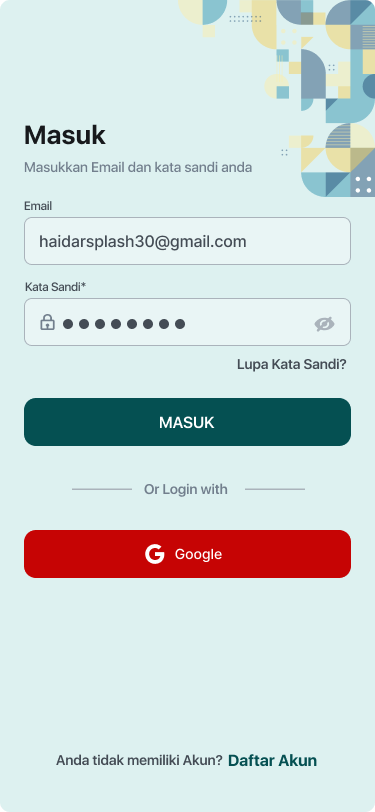 Masuk
Masukkan Email dan kata sandi anda
Email
haidarsplash30@gmail.com
Kata Sandi*
Lupa Kata Sandi?
MASUK
Or Login with
Google
Anda tidak memiliki Akun? Daftar Akun